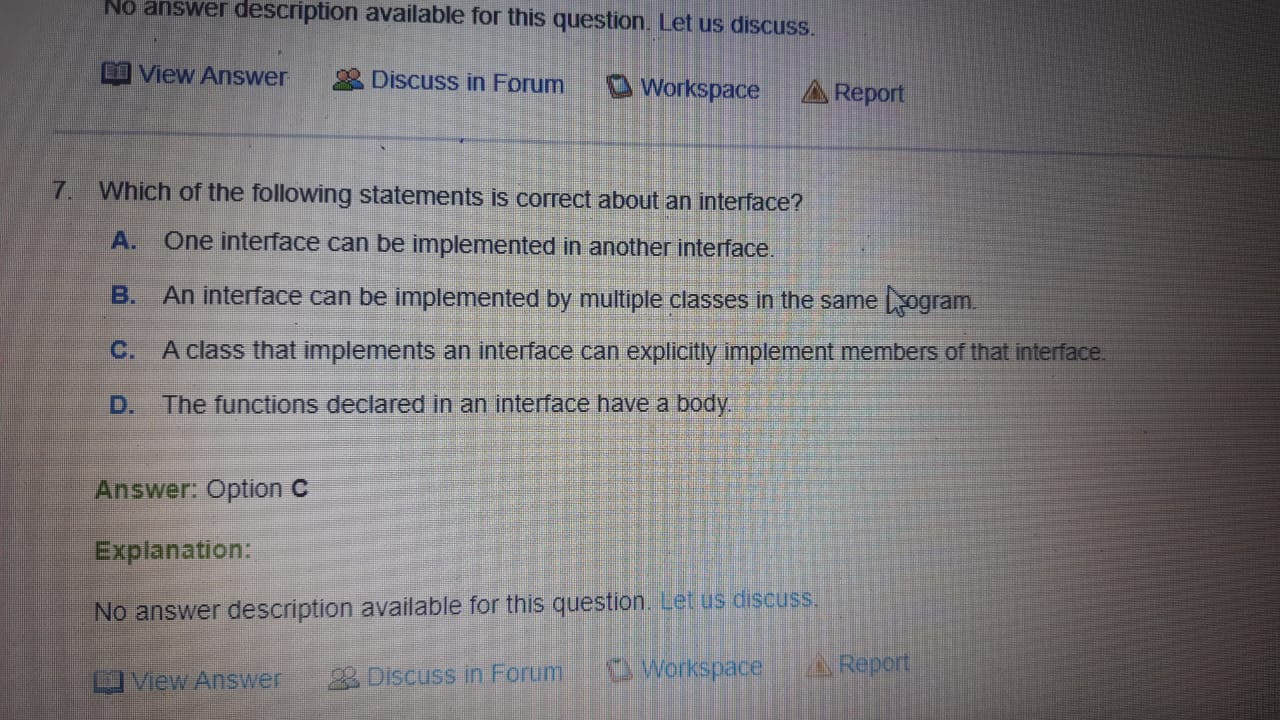 No answer description available for this question. Let us discuss.
View Answer Discuss in Forum Workspace Report
7. Which of the following statements is correct about an interface?
A. One interface can be implemented in another interface.
B. An interface can be implemented by multiple classes in the same program.
C. A class that implements an interface can explicitly implement members of that interface.
D. The functions declared in an interface have a body.
Answer: Option C
Explanation:
No answer description available for this question. Let us discuss.
View Answer Discuss in Forum Workspace Report